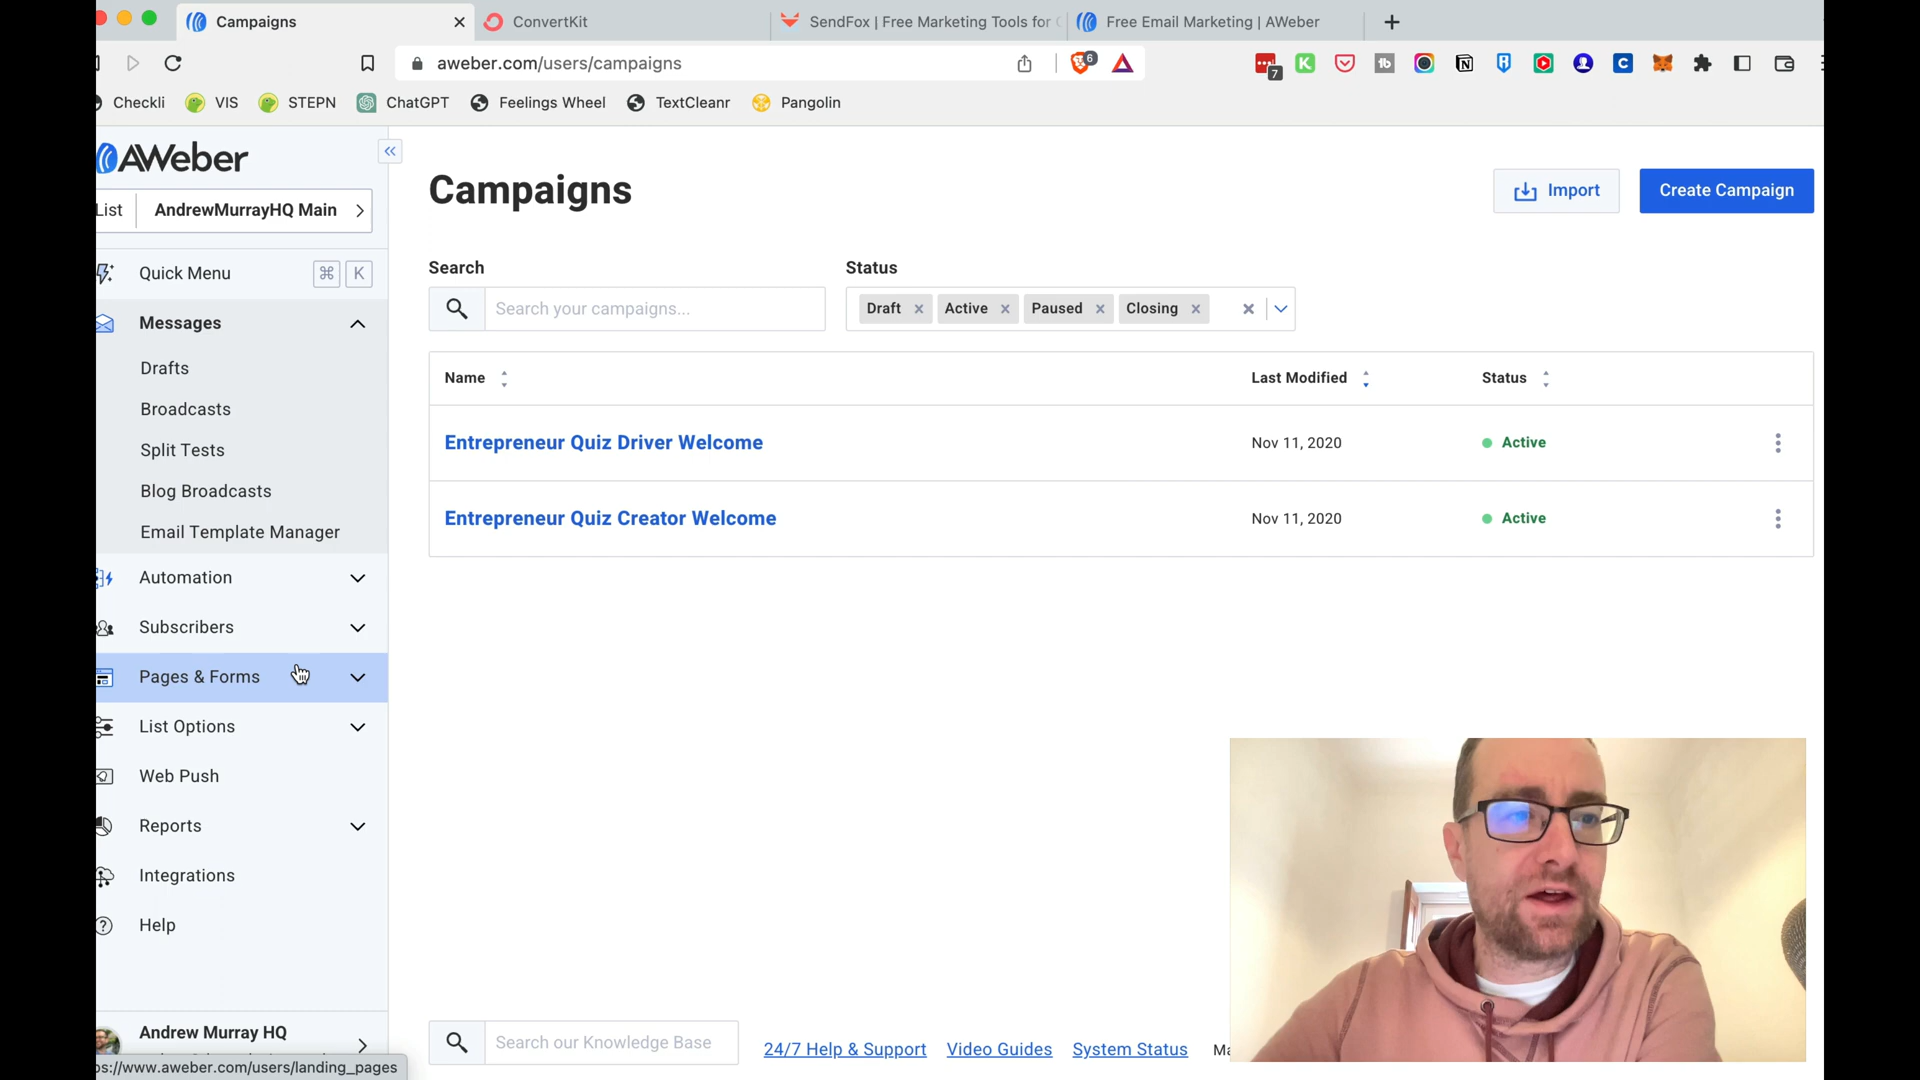 Campaigns
ConvertKit
SendFox | Free Marketing Tools for
Free Email Marketing | AWeber
aweber.com/users/campaigns
6
7
Checkli
VIS
STEPN
ChatGPT
Feelings Wheel
TextCleanr
Pangolin
AWeber
List
AndrewMurrayHQ Main
Quick Menu
⌘ K
Messages
Drafts
Broadcasts
Split Tests
Blog Broadcasts
Email Template Manager
Automation
Subscribers
Pages & Forms
List Options
Web Push
Reports
Integrations
Help
Andrew Murray HQ
ps://www.aweber.com/users/landing_pages
Campaigns
Import
Create Campaign
Search
Search your campaigns...
Status
Draft
Active
Paused
Closing
Name
Last Modified
Status
Entrepreneur Quiz Driver Welcome
Nov 11, 2020
Active
Entrepreneur Quiz Creator Welcome
Nov 11, 2020
Active
Search our Knowledge Base
24/7 Help & Support
Video Guides
System Status